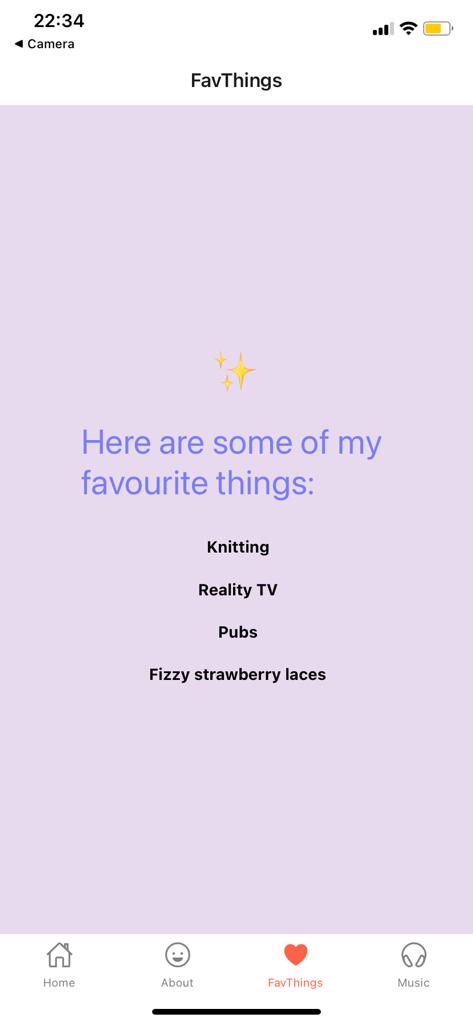 22:34
◀ Camera
FavThings
Here are some of my
favourite things:
Knitting
Reality TV
Pubs
Fizzy strawberry laces
Home
About
FavThings
Music